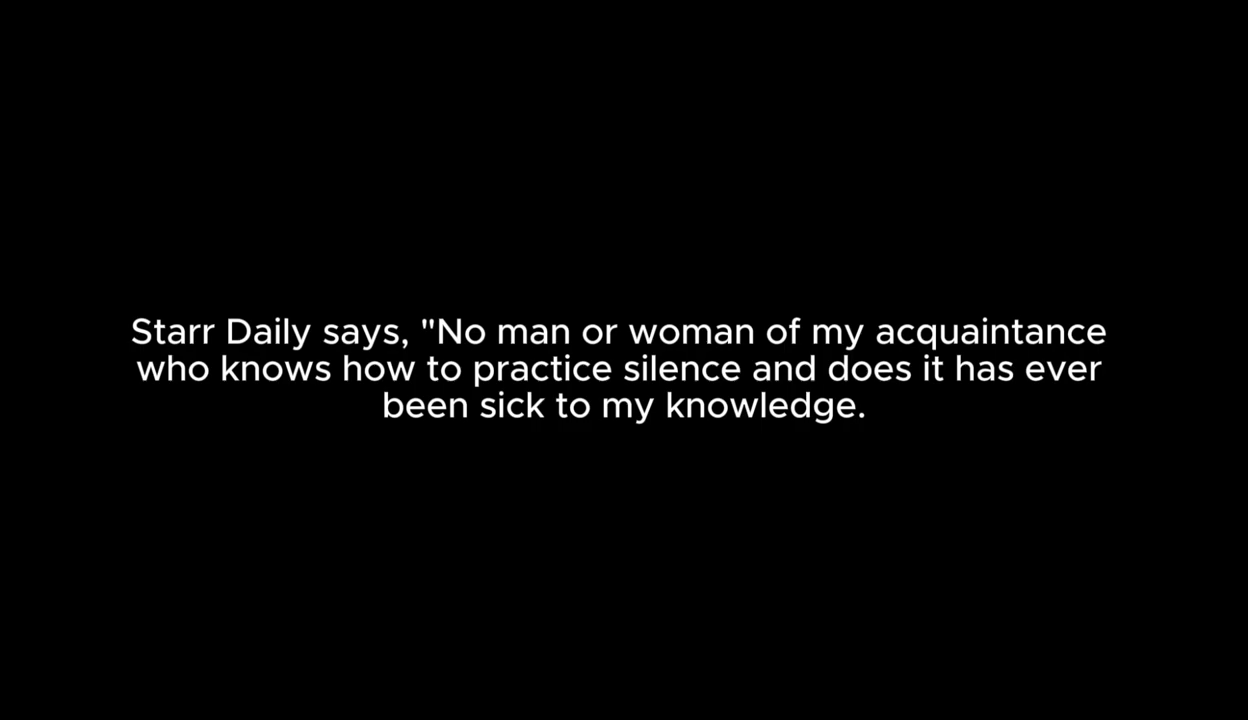 Starr Daily says, "No man or woman of my acquaintance
who knows how to practice silence and does it has ever
been sick to my knowledge.